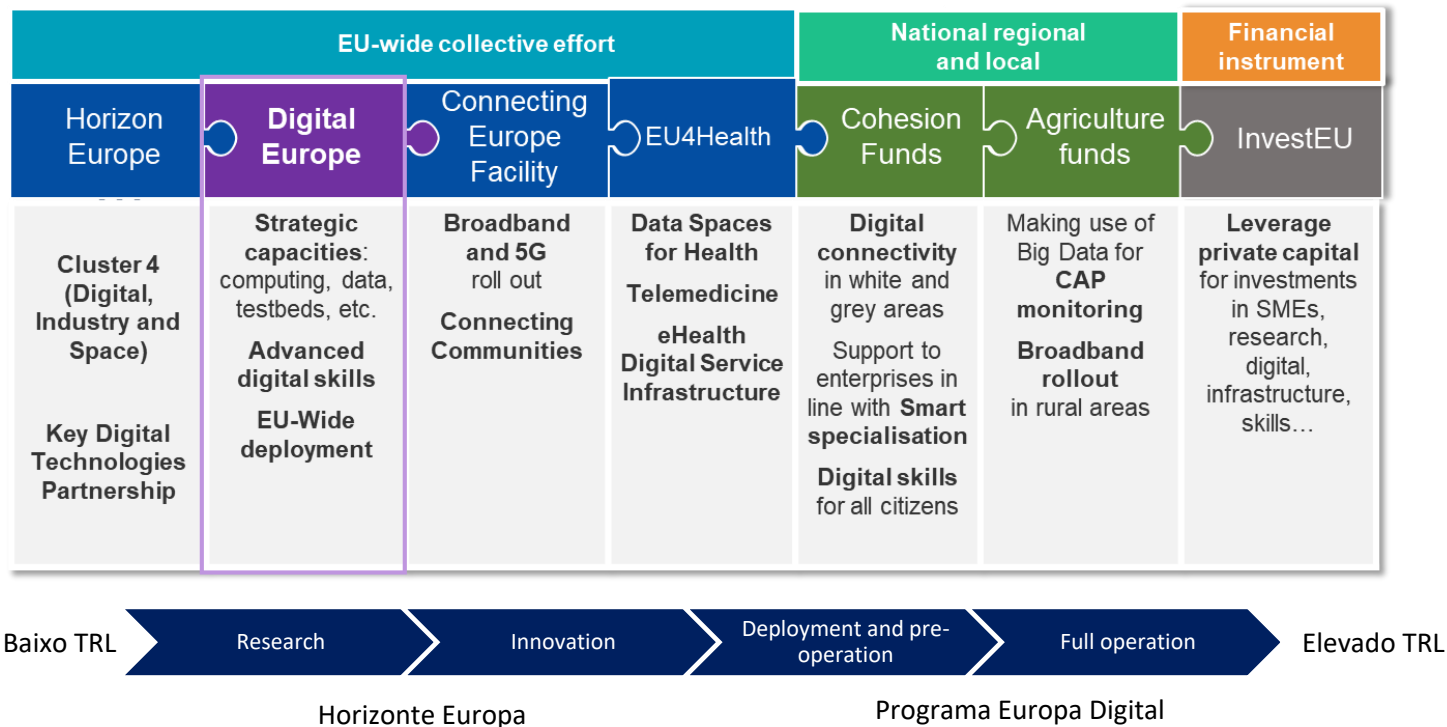 EU-wide collective effort
National regional
and local
Financial
instrument
Horizon
Europe
Digital
Europe
Connecting
Europe
Facility
EU4Health
Cohesion
Funds
Agriculture
funds
InvestEU
Cluster 4
(Digital,
Industry and
Space)
Key Digital
Technologies
Partnership
Strategic
capacities:
computing, data,
testbeds, etc.
Advanced
digital skills
EU-Wide
deployment
Broadband
and 5G
roll out
Connecting
Communities
Data Spaces
for Health
Telemedicine
eHealth
Digital Service
Infrastructure
Digital
connectivity
in white and
grey areas
Support to
enterprises in
line with Smart
specialisation
Digital skills
for all citizens
Making use of
Big Data for
CAP
monitoring
Broadband
rollout
in rural areas
Leverage
private capital
for investments
in SMEs,
research,
digital,
infrastructure,
skills…
Baixo TRL
Research
Innovation
Deployment and pre-
operation
Full operation
Elevado TRL
Horizonte Europa
Programa Europa Digital